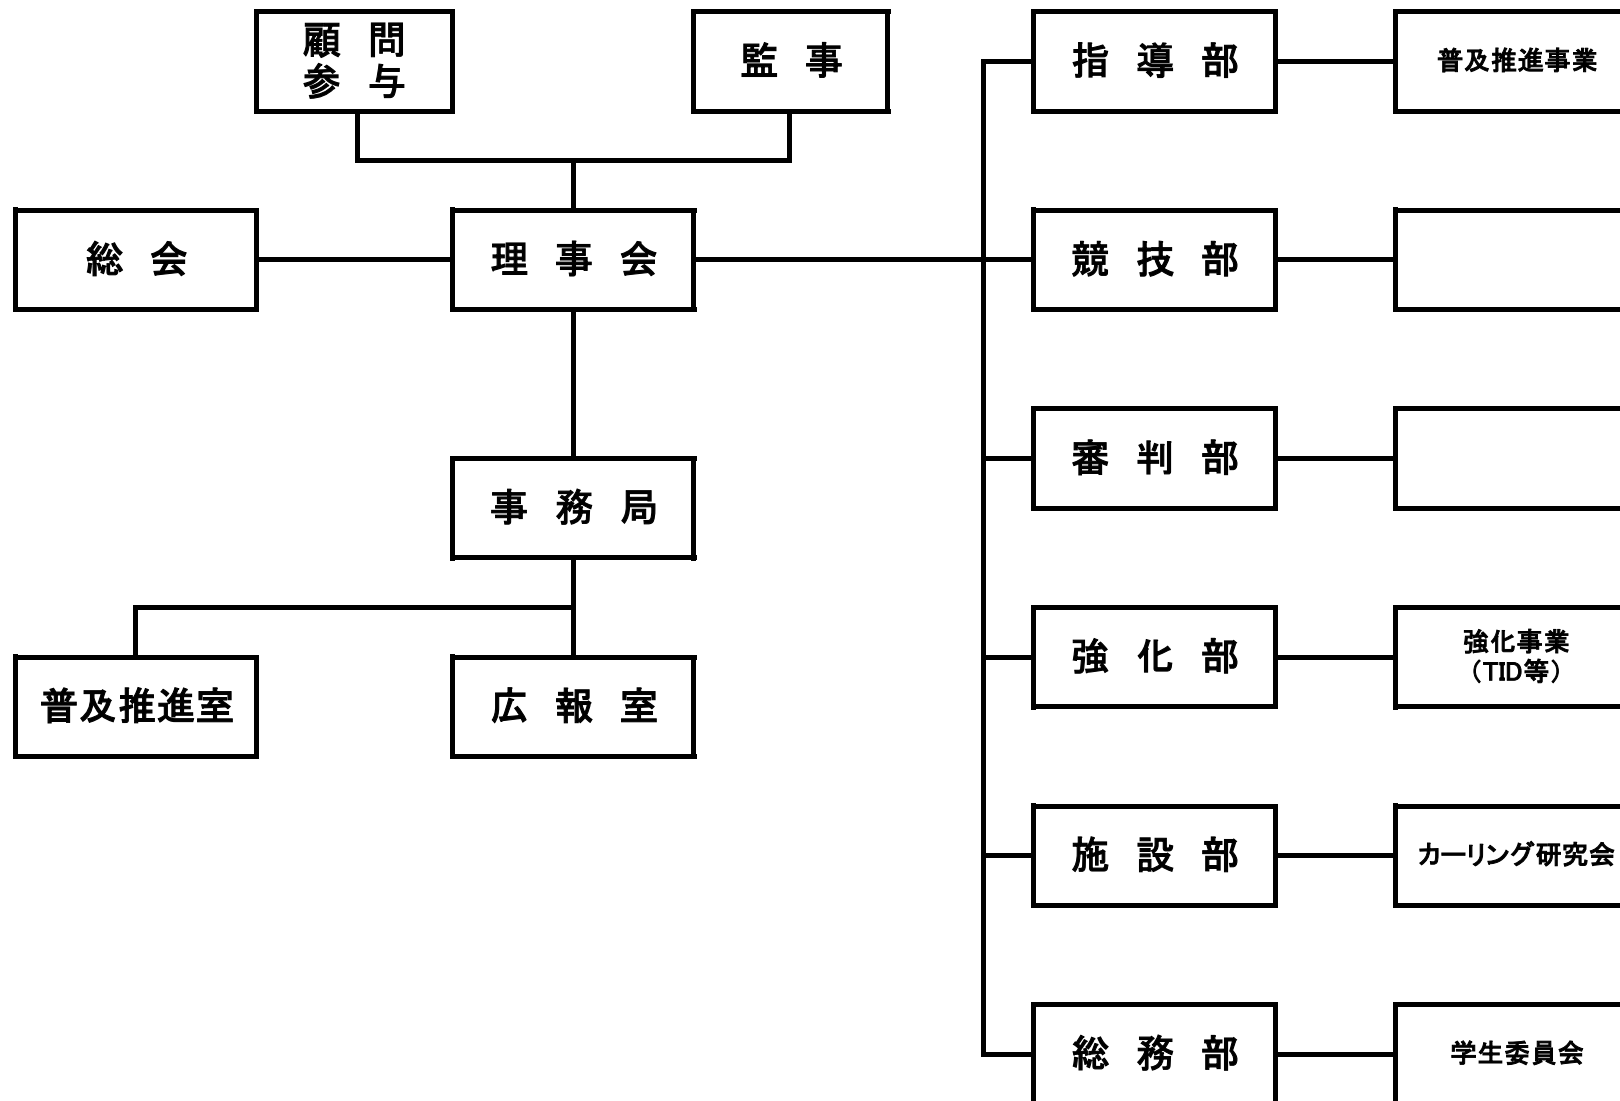 顧 問
参 与
監 事
指 導 部
普及推進事業
総 会
理 事 会
競 技 部
審 判 部
事 務 局
強 化 部
強化事業
（TID等）
普及推進室
広 報 室
施 設 部
カーリング研究会
総 務 部
学生委員会